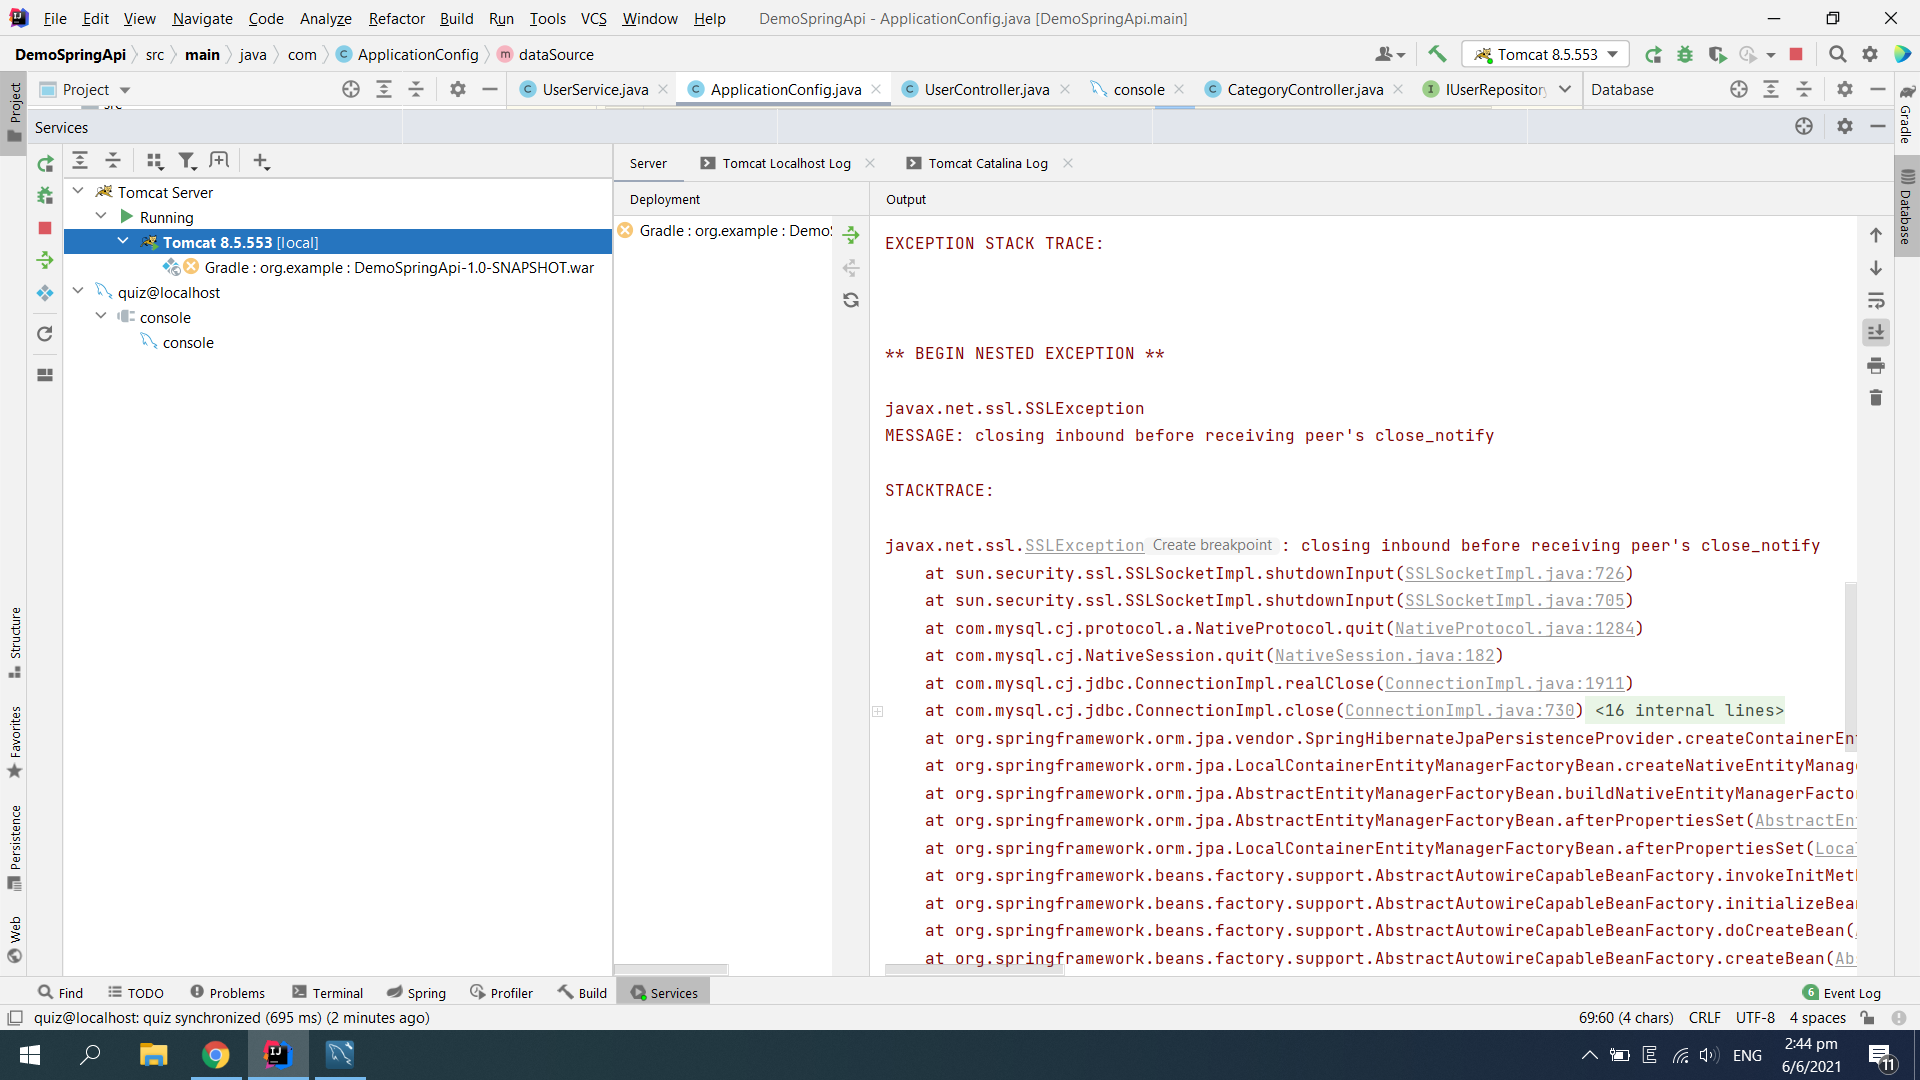 File Edit View Navigate Code Analyze Refactor Build Run Tools VCS Window Help DemoSpringApi - ApplicationConfig.java [DemoSpringApi.main]
DemoSpringApi src main java com ApplicationConfig dataSource Tomcat 8.5.553
Project UserService.java ApplicationConfig.java UserController.java console CategoryController.java IUserRepository Database
Services
Server Tomcat Localhost Log Tomcat Catalina Log
Deployment Output
Tomcat Server
Running
Tomcat 8.5.553 [local]
Gradle : org.example : DemoSpringApi-1.0-SNAPSHOT.war
quiz@localhost
console
console
Gradle : org.example : Demo
EXCEPTION STACK TRACE:
** BEGIN NESTED EXCEPTION **
javax.net.ssl.SSLException
MESSAGE: closing inbound before receiving peer's close_notify
STACKTRACE:
javax.net.ssl.SSLException Create breakpoint : closing inbound before receiving peer's close_notify
at sun.security.ssl.SSLSocketImpl.shutdownInput(SSLSocketImpl.java:726)
at sun.security.ssl.SSLSocketImpl.shutdownInput(SSLSocketImpl.java:705)
at com.mysql.cj.protocol.a.NativeProtocol.quit(NativeProtocol.java:1284)
at com.mysql.cj.NativeSession.quit(NativeSession.java:182)
at com.mysql.cj.jdbc.ConnectionImpl.realClose(ConnectionImpl.java:1911)
at com.mysql.cj.jdbc.ConnectionImpl.close(ConnectionImpl.java:730) <16 internal lines>
at org.springframework.orm.jpa.vendor.SpringHibernateJpaPersistenceProvider.createContainerEn
at org.springframework.orm.jpa.LocalContainerEntityManagerFactoryBean.createNativeEntityManag
at org.springframework.orm.jpa.AbstractEntityManagerFactoryBean.buildNativeEntityManagerFacto
at org.springframework.orm.jpa.AbstractEntityManagerFactoryBean.afterPropertiesSet(AbstractEn
at org.springframework.orm.jpa.LocalContainerEntityManagerFactoryBean.afterPropertiesSet(Loca
at org.springframework.beans.factory.support.AbstractAutowireCapableBeanFactory.invokeInitMet
at org.springframework.beans.factory.support.AbstractAutowireCapableBeanFactory.initializeBea
at org.springframework.beans.factory.support.AbstractAutowireCapableBeanFactory.doCreateBean(
at org.springframework.beans.factory.support.AbstractAutowireCapableBeanFactory.createBean(Ab
Project
Structure
Favorites
Persistence
Web
Gradle
Database
Find TODO Problems Terminal Spring Profiler Build Services 6 Event Log
quiz@localhost: quiz synchronized (695 ms) (2 minutes ago) 69:60 (4 chars) CRLF UTF-8 4 spaces
ENG 2:44 pm
6/6/2021 11